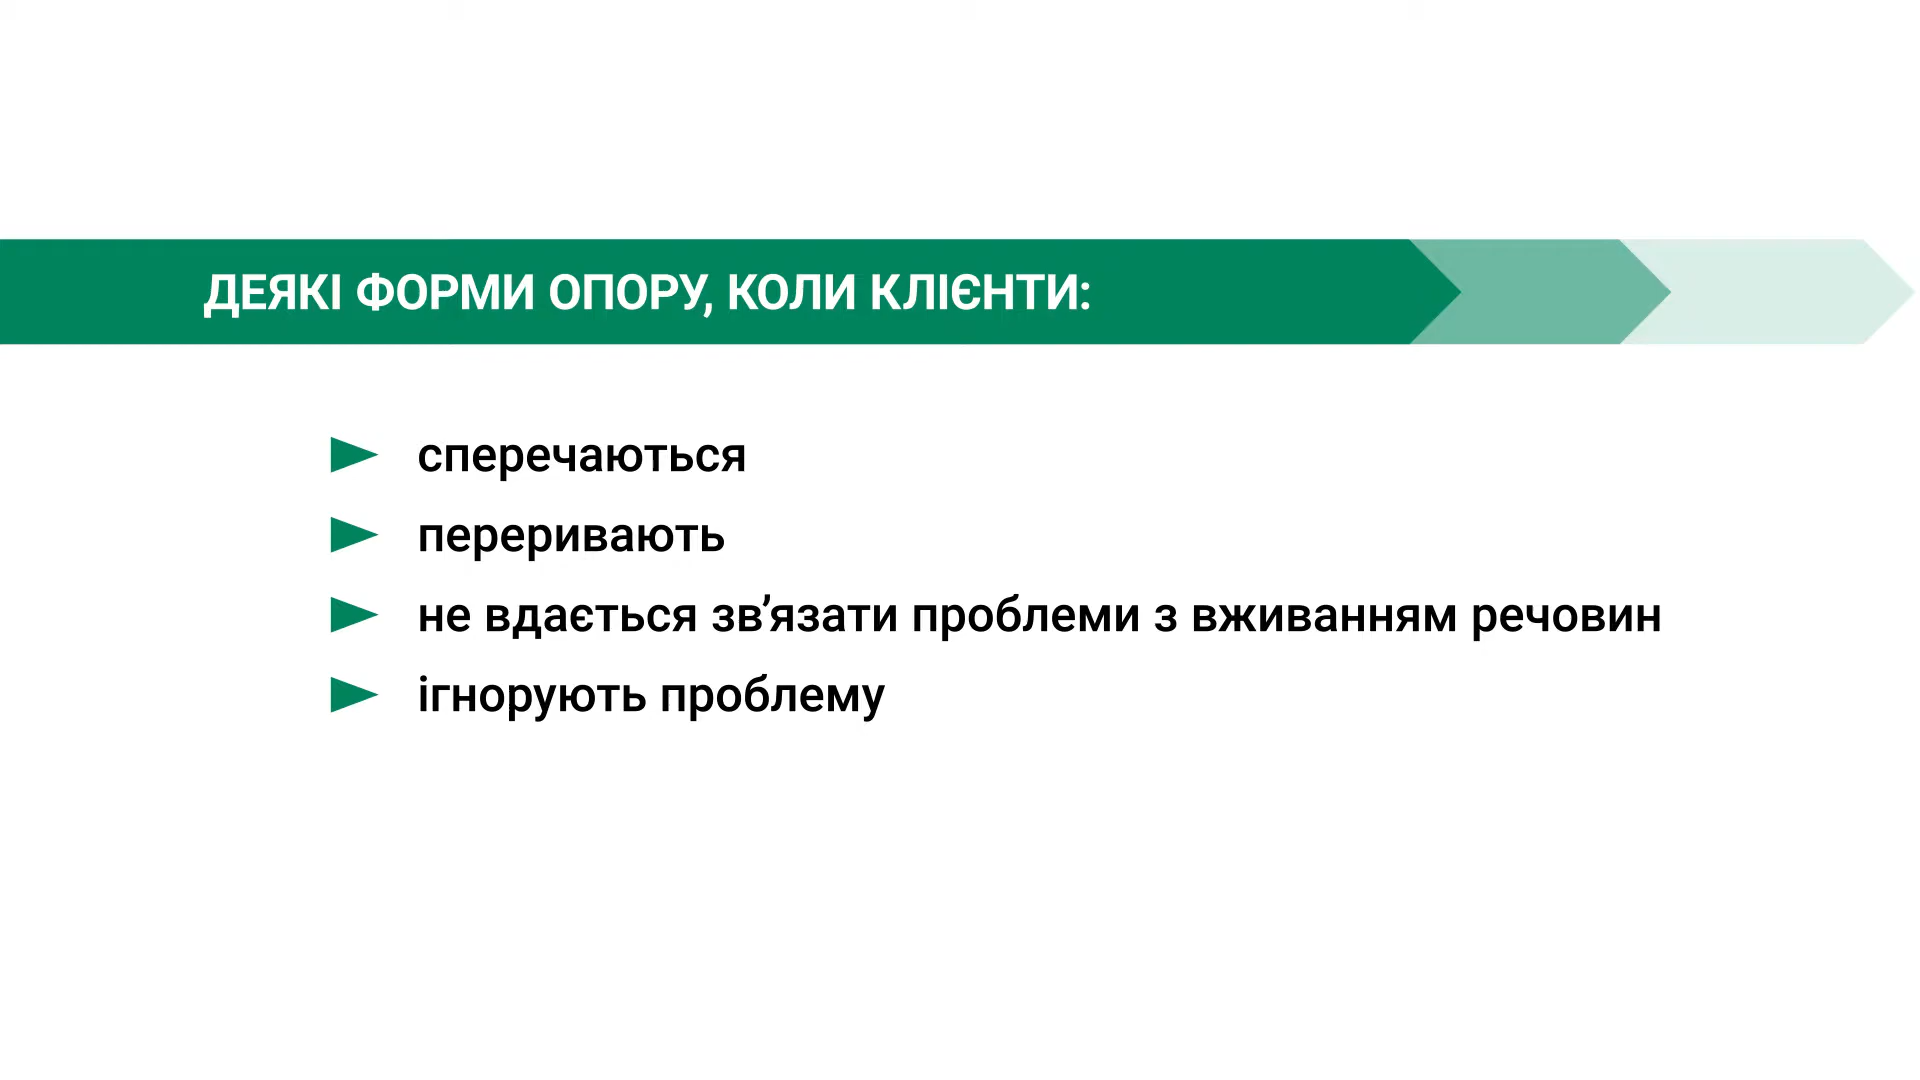 ДЕЯКІ ФОРМИ ОПОРУ, КОЛИ КЛІЄНТИ:
сперечаються
переривають
не вдається зв’язати проблеми з вживанням речовин
ігнорують проблему